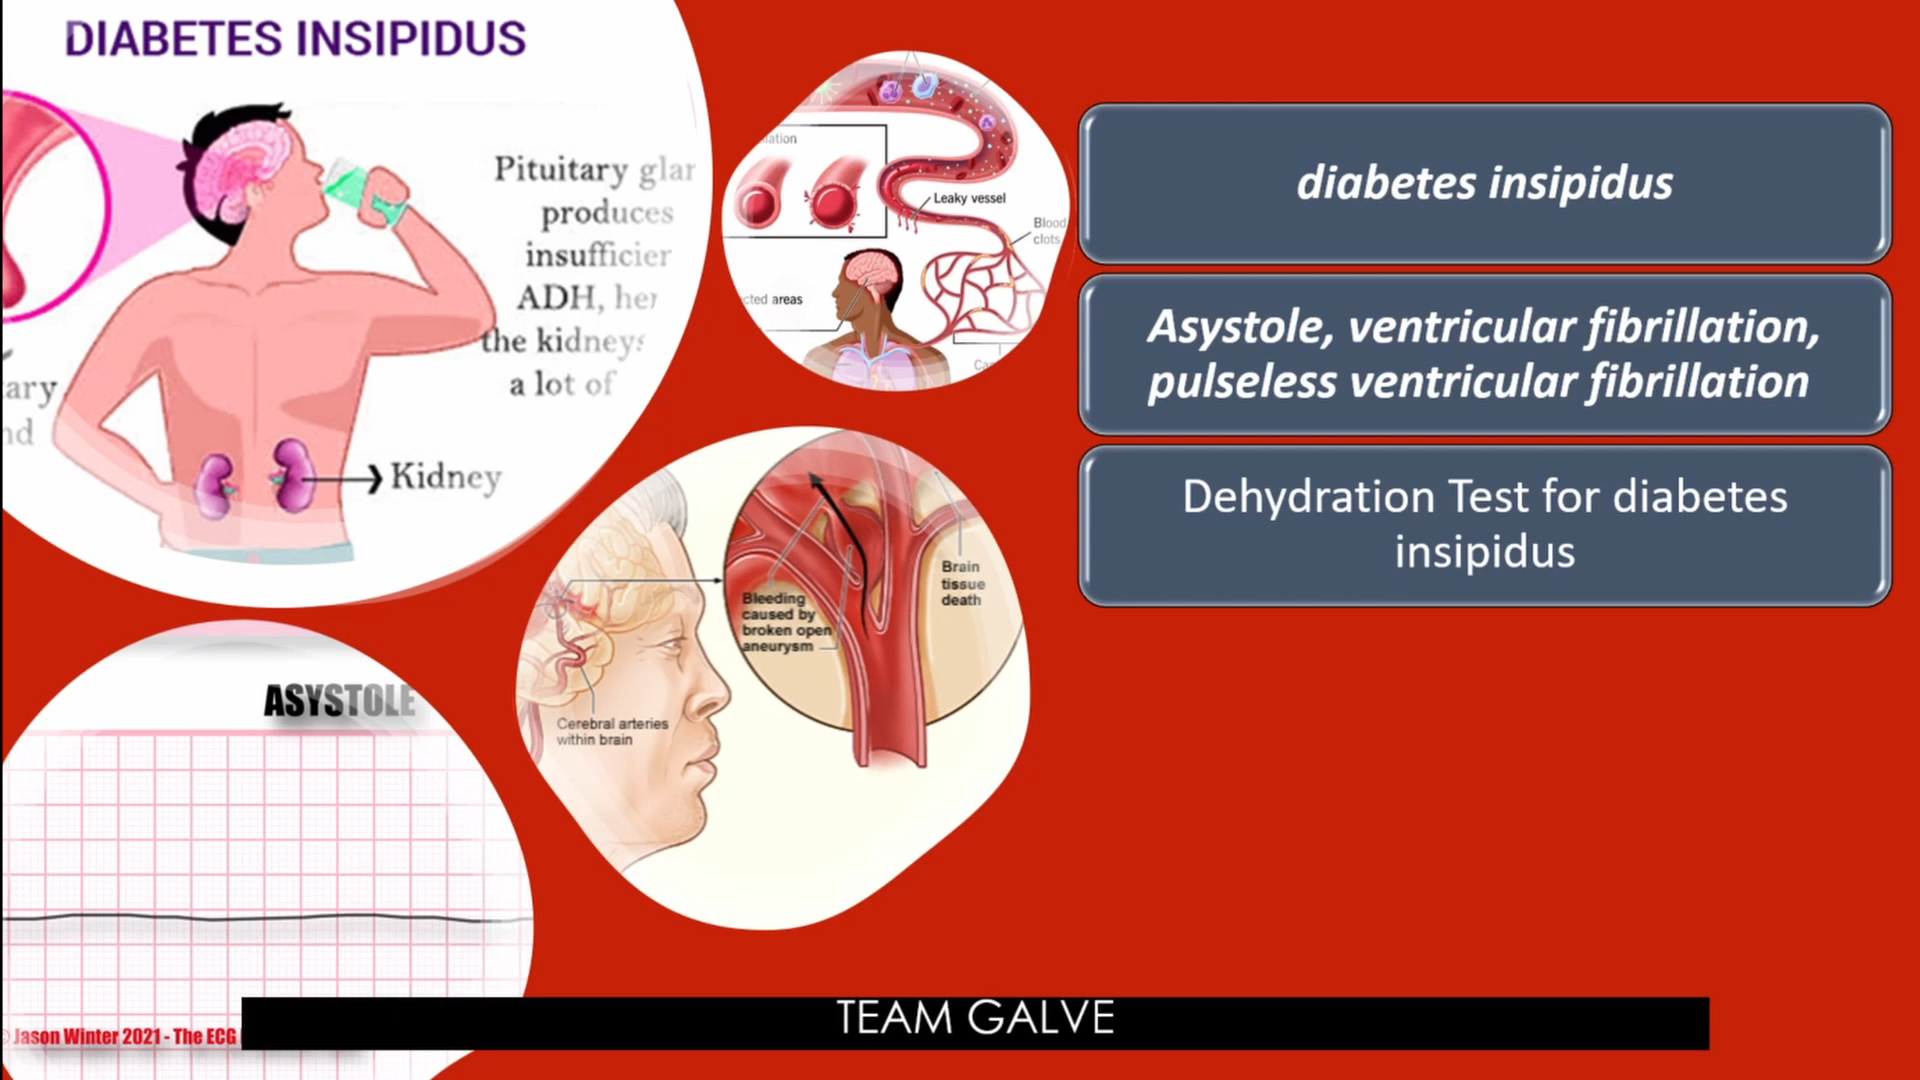 DIABETES INSIPIDUS
Pituitary glar
produces
insufficier
ADH, her
the kidneys
a lot of
Kidney
ary
nd
lation
Leaky vessel
Blood
clots
cted areas
Ca
diabetes insipidus
Asystole, ventricular fibrillation,
pulseless ventricular fibrillation
Dehydration Test for diabetes
insipidus
Brain
tissue
death
Bleeding
caused by
broken open
aneurysm
Cerebral arteries
within brain
ASYSTOLE
© Jason Winter 2021 - The ECG
TEAM GALVE